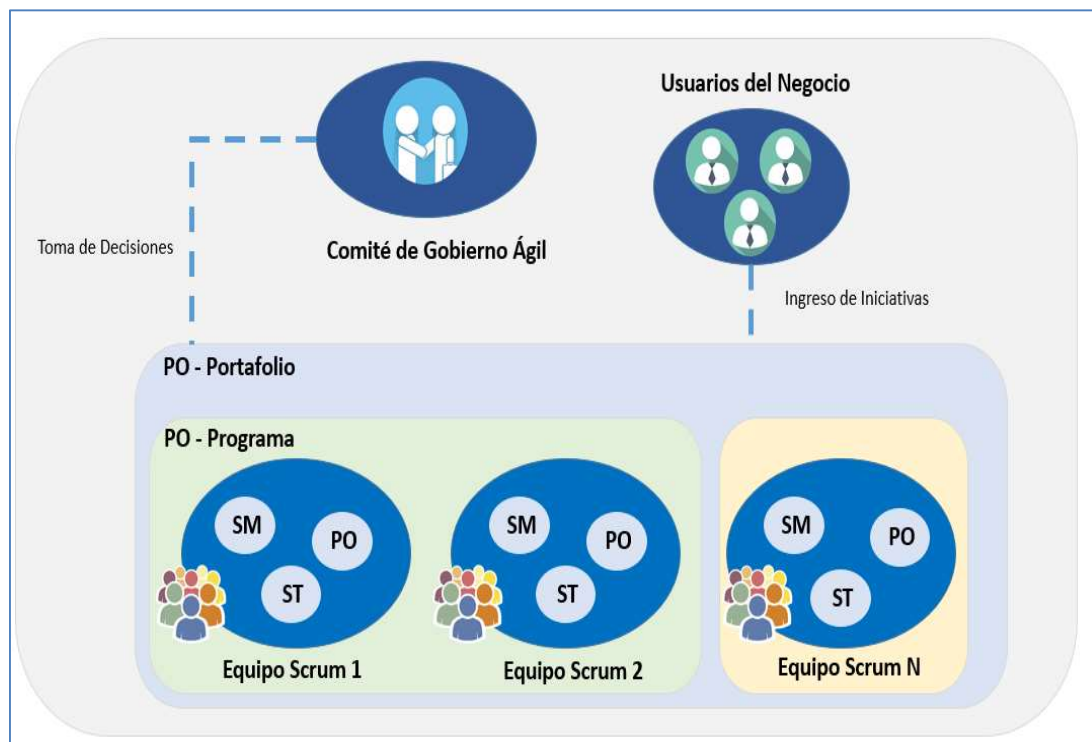 Usuarios del Negocio
Toma de Decisiones
Comité de Gobierno Ágil
Ingreso de Iniciativas
PO - Portafolio
PO - Programa
SM
PO
ST
Equipo Scrum 1
SM
PO
ST
Equipo Scrum 2
SM
PO
ST
Equipo Scrum N